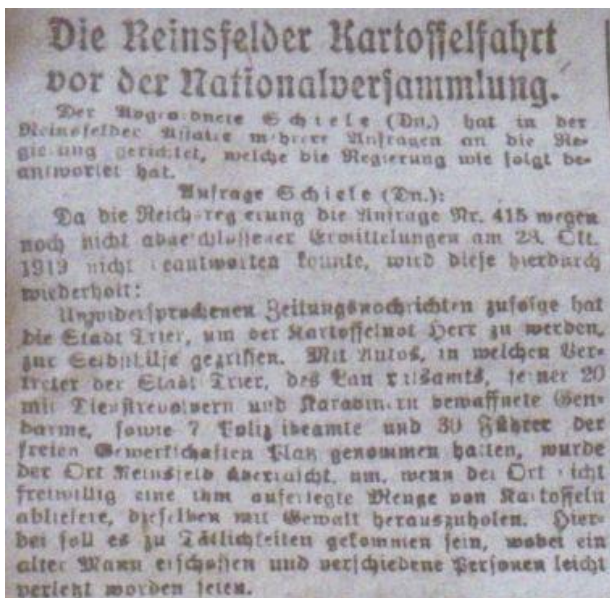 Die Reinsfelder Kartoffelfahrt
vor der Nationalversammlung.
Der Abgeordnete Schiele (Dn.) hat in der
Reinsfelder Affaire mehrere Anfragen an die Re-
gierung gerichtet, welche die Regierung wie folgt be-
antwortet hat.
Anfrage Schiele (Dn.):
Da die Reichsregierung die Anfrage Nr. 415 wegen
noch nicht abgeschlossener Ermittelungen am 28. Okt.
1919 nicht beantworten konnte, wird diese hierdurch
wiederholt:
Unwidersprochenen Zeitungsnachrichten zufolge hat
die Stadt Trier, um der Kartoffelnot Herr zu werden,
zur Selbsthilfe gegriffen. Mit Autos, in welchen Ver-
treter der Stadt Trier, des Landratsamts, ferner 20
mit Dienstrevolvern und Karabinern bewaffnete Gen-
darme, sowie 7 Polizeibeamte und 30 Führer der
freien Gewerkschaften Platz genommen hatten, wurde
der Ort Reinsfeld überrascht, um, wenn der Ort nicht
freiwillig eine ihm auferlegte Menge von Kartoffeln
abliefere, dieselben mit Gewalt herauszuholen. Hier-
bei soll es zu Tätlichkeiten gekommen sein, wobei ein
alter Mann erschossen und verschiedene Personen leicht
verletzt worden seien.